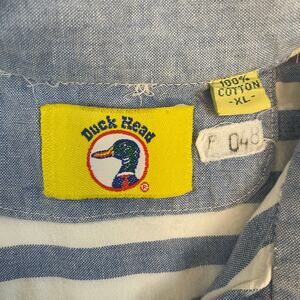 Duck Head
®
100%
COTTON
-XL-
P 048